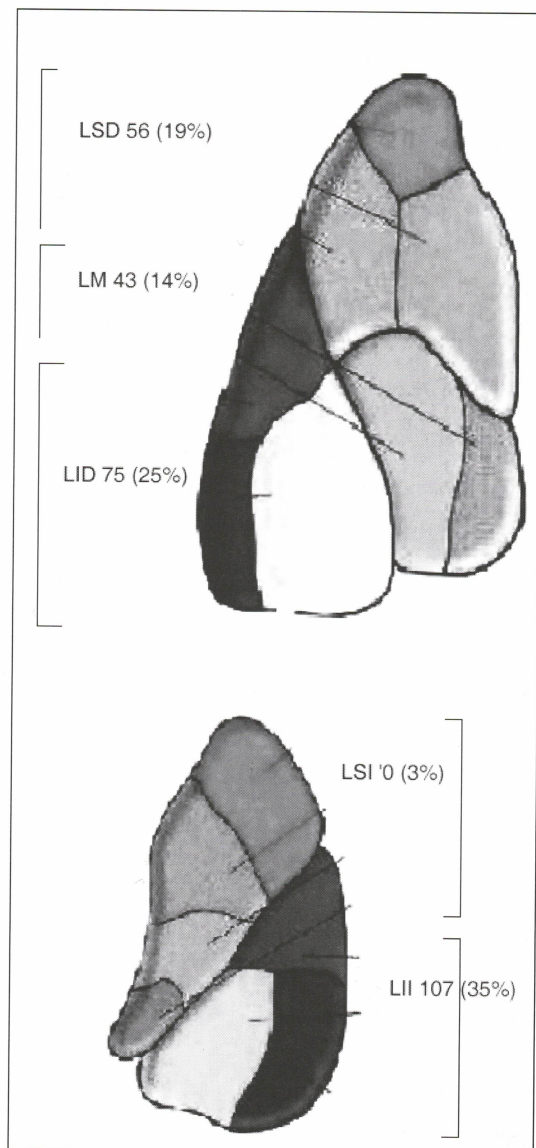 LSD 56 (19%)
LM 43 (14%)
LID 75 (25%)
LSI '0 (3%)
LII 107 (35%)